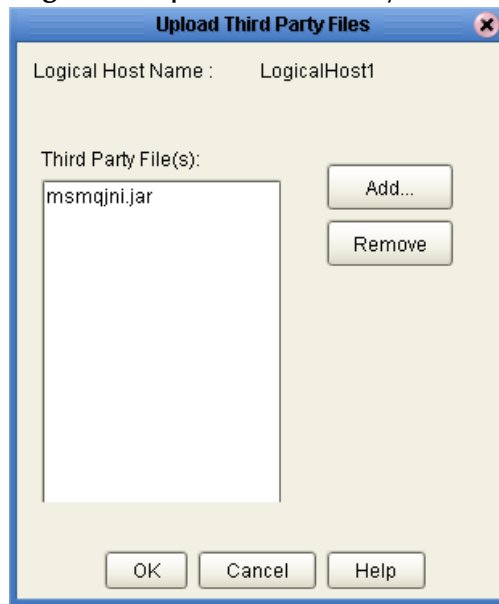 Upload Third Party Files
Logical Host Name : LogicalHost1
Third Party File(s):
msmqjni.jar
Add...
Remove
OK Cancel Help